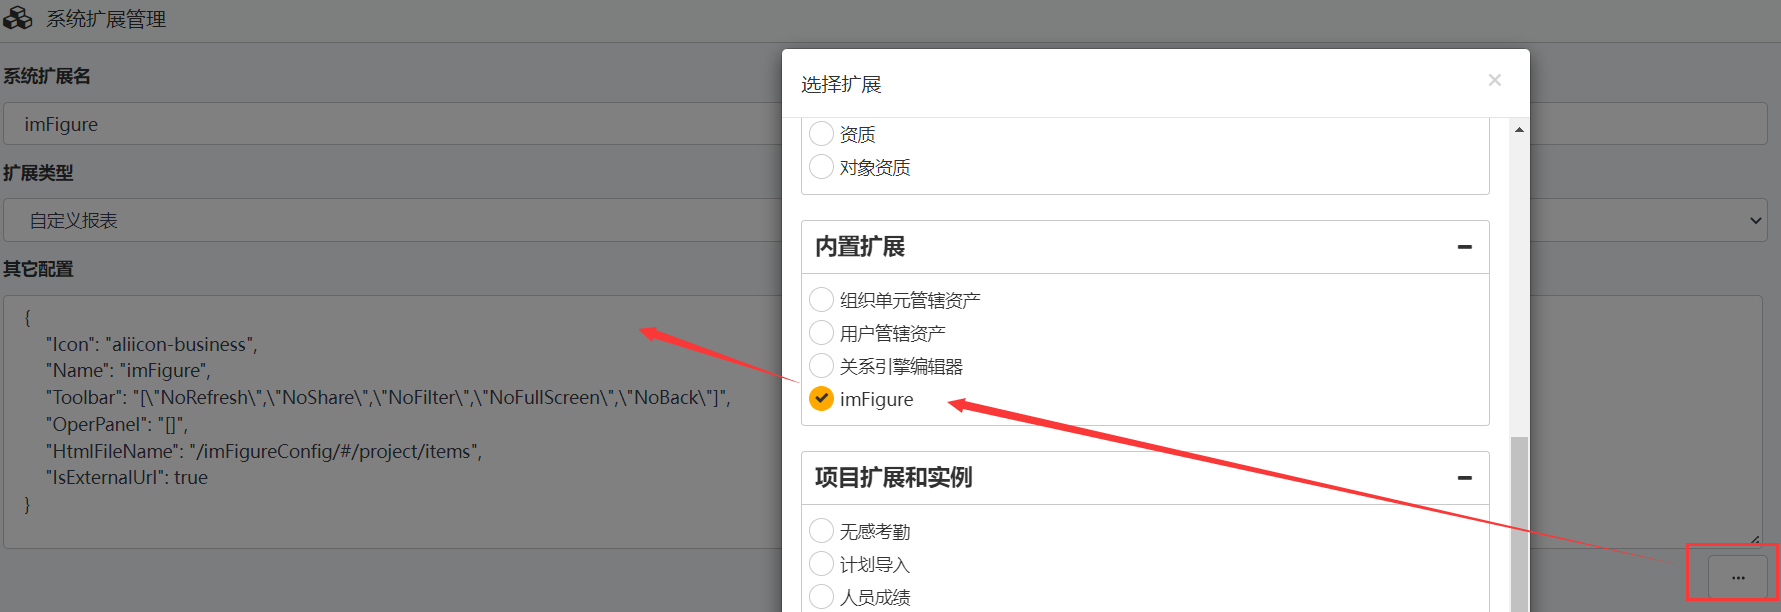 系统扩展管理
系统扩展名
imFigure
扩展类型
自定义报表
其它配置
{
"Icon": "aliicon-business",
"Name": "imFigure",
"Toolbar": "[\"NoRefresh\",\"NoShare\",\"NoFilter\",\"NoFullScreen\",\"NoBack\"]",
"OperPanel": "[]",
"HtmlFileName": "/imFigureConfig/#/project/items",
"IsExternalUrl": true
}
选择扩展
资质
对象资质
内置扩展
组织单元管辖资产
用户管辖资产
关系引擎编辑器
imFigure
项目扩展和实例
无感考勤
计划导入
人员成绩
...